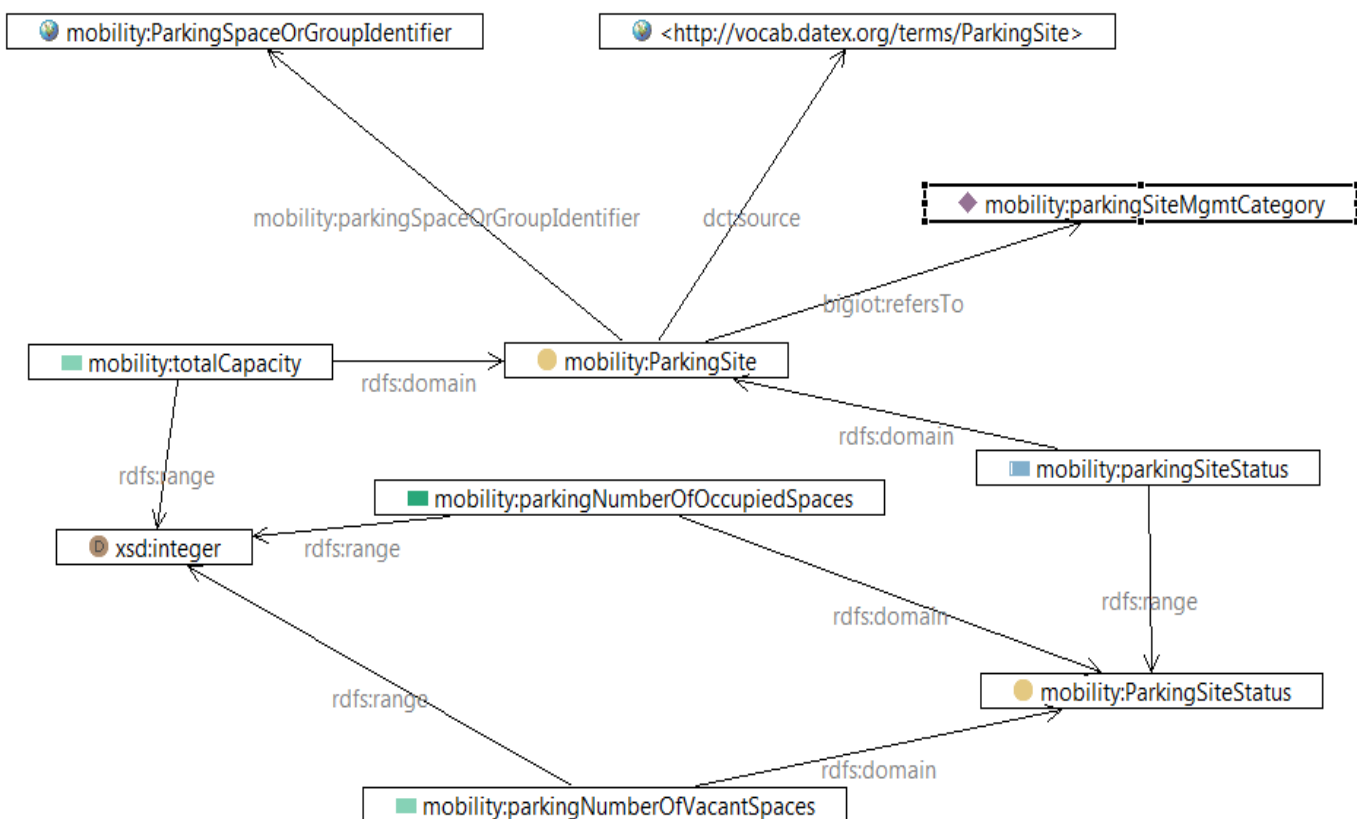 mobility:ParkingSpaceOrGroupIdentifier
<http://vocab.datex.org/terms/ParkingSite>
mobility:parkingSiteMgmtCategory
mobility:parkingSpaceOrGroupIdentifier
dct:source
bigiot:refersTo
mobility:totalCapacity
rdfs:domain
mobility:ParkingSite
rdfs:domain
rdfs:range
mobility:parkingSiteStatus
mobility:parkingNumberOfOccupiedSpaces
D xsd:integer
rdfs:range
rdfs:domain
rdfs:range
rdfs:range
mobility:ParkingSiteStatus
rdfs:domain
mobility:parkingNumberOfVacantSpaces